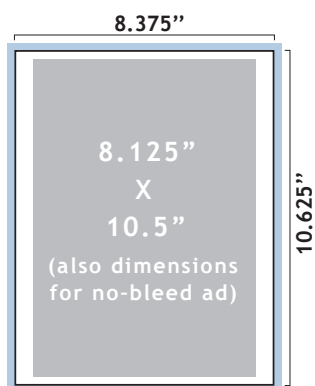 8.375”
8.125”
X
10.5”
(also dimensions
for no-bleed ad)
10.625”